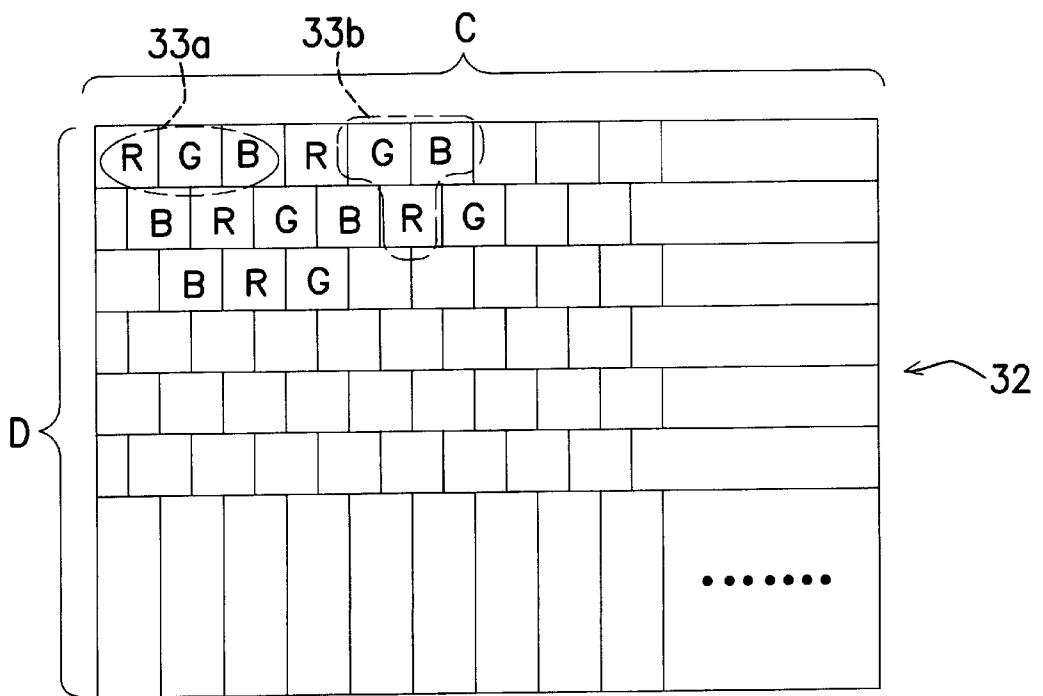 C
33a 33b
R G B R G B
B R G B R G
B R G
32
D